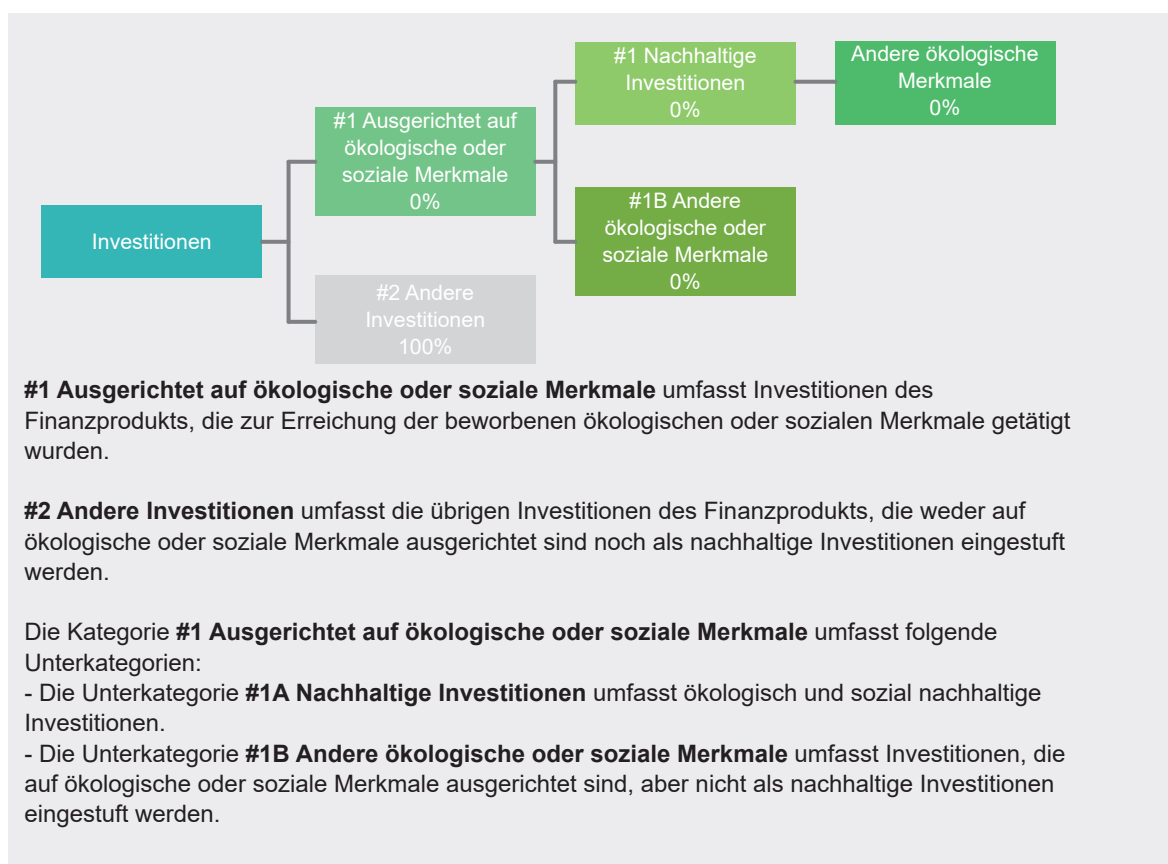 #1 Nachhaltige
Investitionen
0%
Andere ökologische
Merkmale
0%
#1 Ausgerichtet auf
ökologische oder
soziale Merkmale
0%
#1B Andere
ökologische oder
soziale Merkmale
0%
Investitionen
#2 Andere
Investitionen
100%
#1 Ausgerichtet auf ökologische oder soziale Merkmale umfasst Investitionen des
Finanzprodukts, die zur Erreichung der beworbenen ökologischen oder sozialen Merkmale getätigt
wurden.
#2 Andere Investitionen umfasst die übrigen Investitionen des Finanzprodukts, die weder auf
ökologische oder soziale Merkmale ausgerichtet sind noch als nachhaltige Investitionen eingestuft
werden.
Die Kategorie #1 Ausgerichtet auf ökologische oder soziale Merkmale umfasst folgende
Unterkategorien:
- Die Unterkategorie #1A Nachhaltige Investitionen umfasst ökologisch und sozial nachhaltige
Investitionen.
- Die Unterkategorie #1B Andere ökologische oder soziale Merkmale umfasst Investitionen, die
auf ökologische oder soziale Merkmale ausgerichtet sind, aber nicht als nachhaltige Investitionen
eingestuft werden.